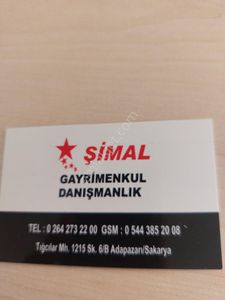 ŞİMAL
GAYRİMENKUL
DANIŞMANLIK
TEL : 0 264 273 22 00 GSM : 0 544 385 20 08
Tığcılar Mh. 1215 Sk. 6/B Adapazarı/Sakarya